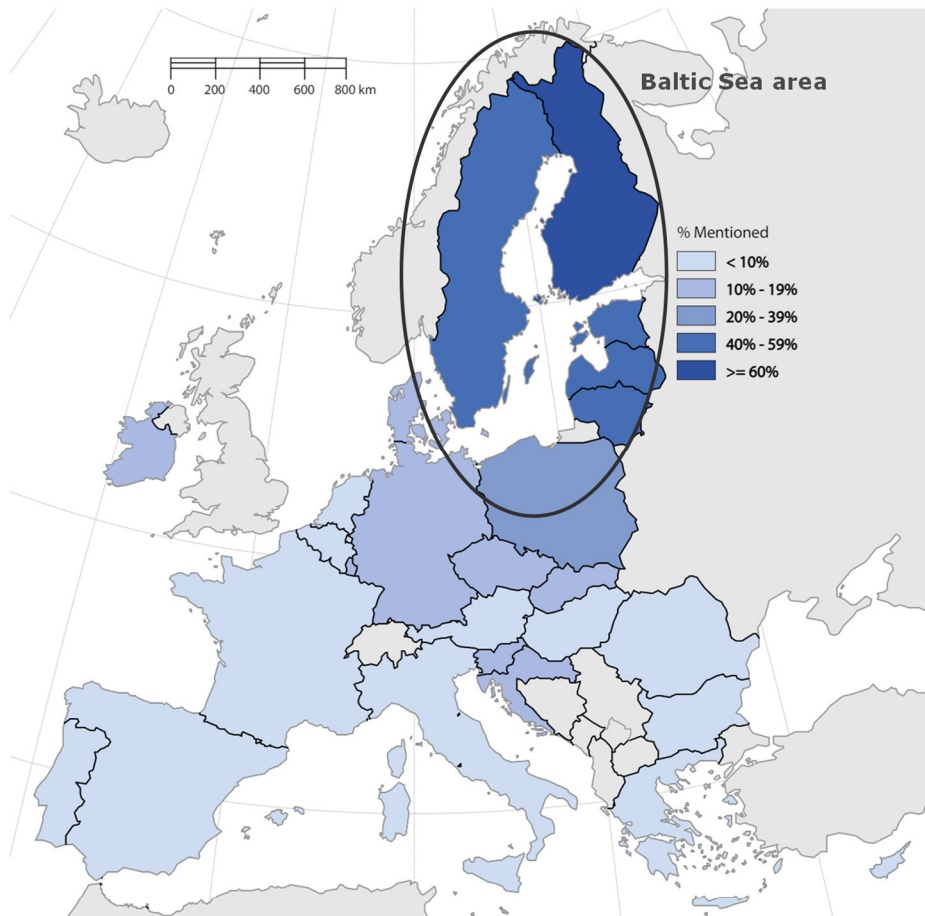 Baltic Sea area
0 200 400 600 800 km
% Mentioned
< 10%
10% - 19%
20% - 39%
40% - 59%
>= 60%